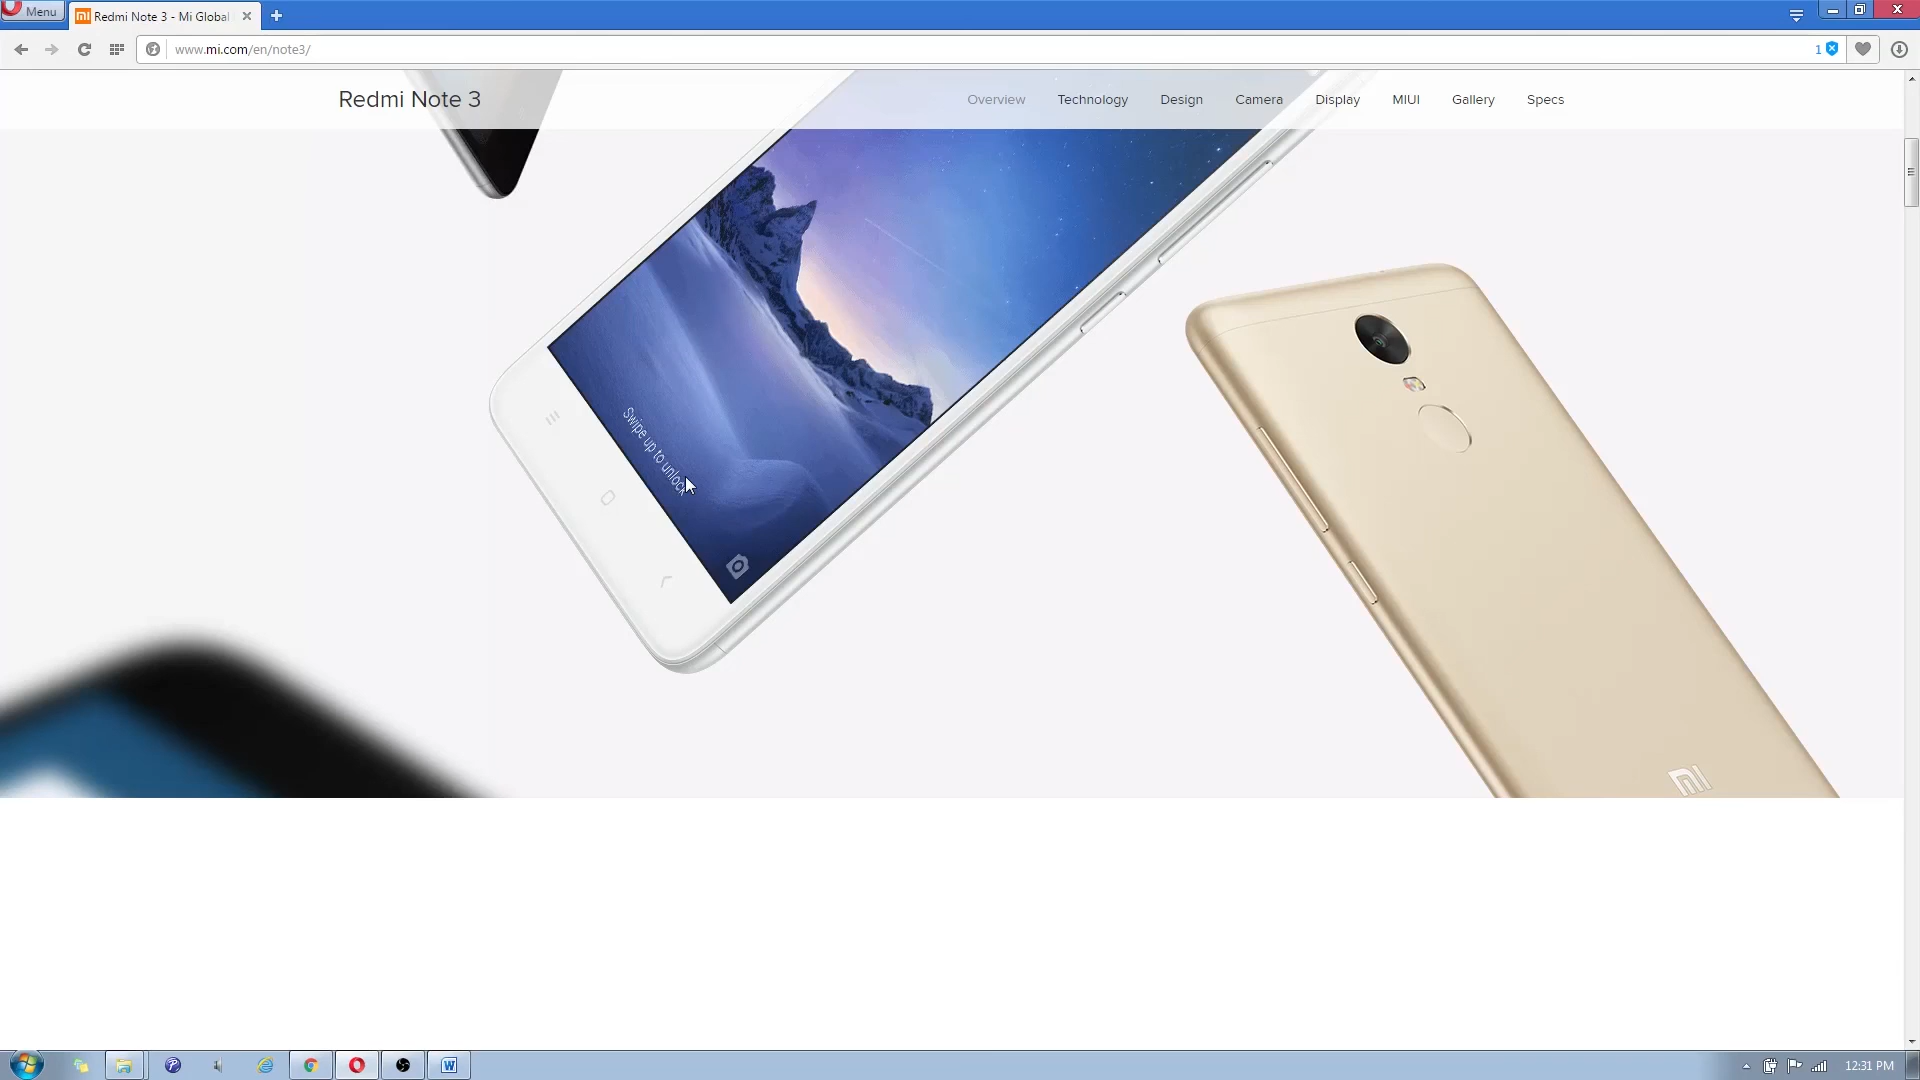 Menu
Redmi Note 3 - Mi Global
www.mi.com/en/note3/
1
Redmi Note 3
Overview
Technology
Design
Camera
Display
MIUI
Gallery
Specs
Swipe up to unlock
12:31 PM